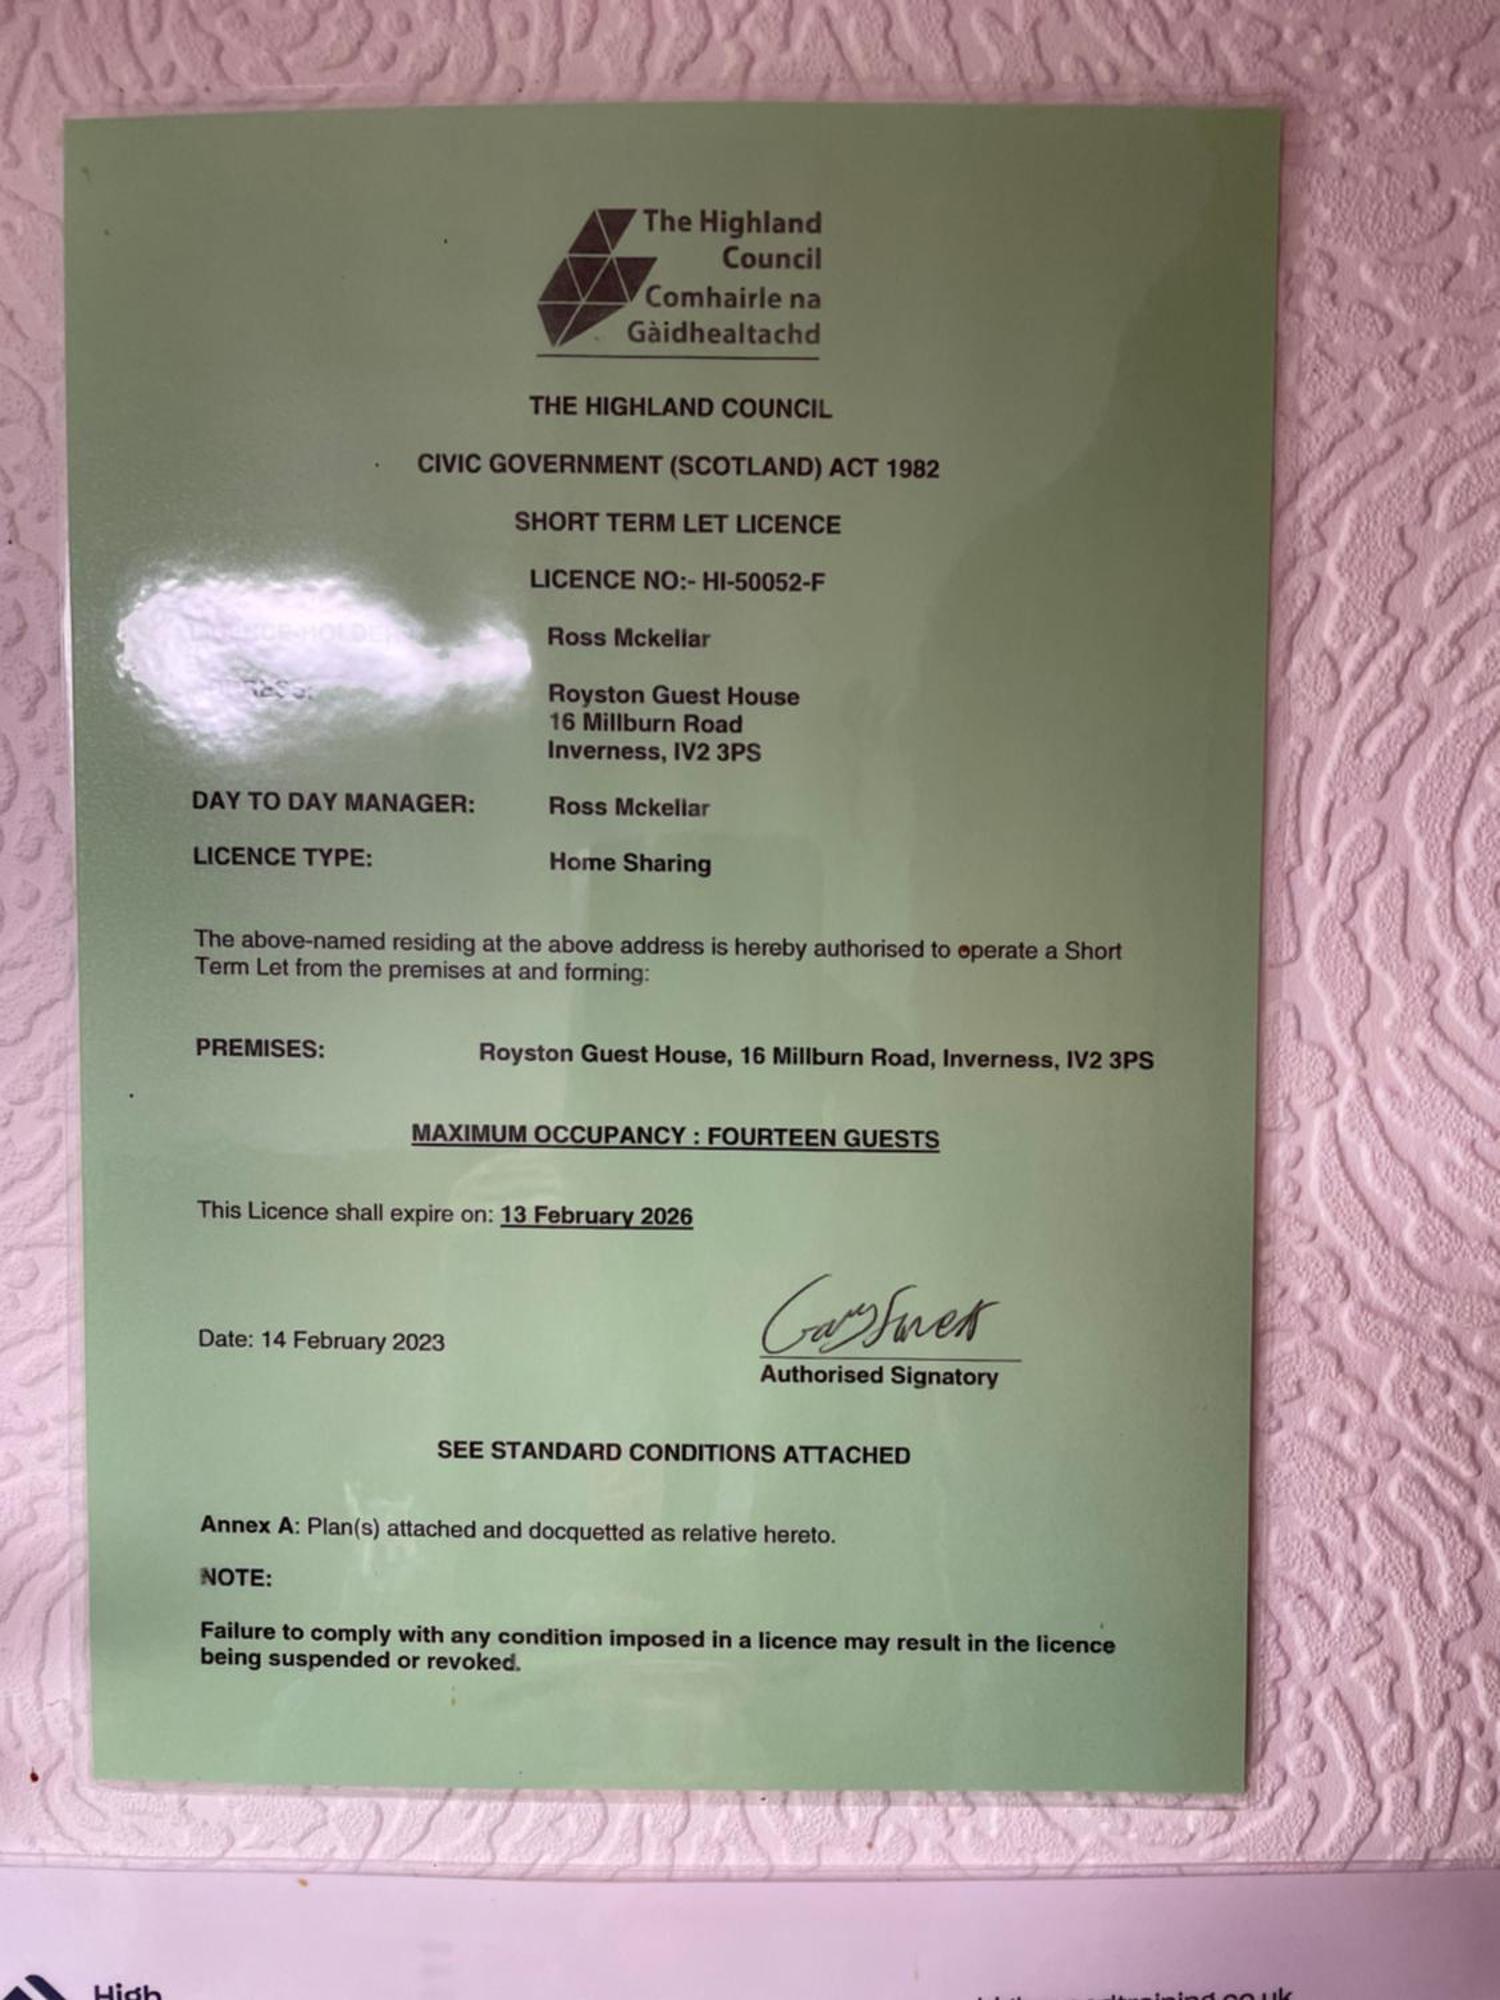 The Highland
Council
Comhairle na
Gàidhealtachd
THE HIGHLAND COUNCIL
CIVIC GOVERNMENT (SCOTLAND) ACT 1982
SHORT TERM LET LICENCE
LICENCE NO:- HI-50052-F
Ross Mckellar
Royston Guest House
16 Millburn Road
Inverness, IV2 3PS
DAY TO DAY MANAGER: Ross Mckellar
LICENCE TYPE: Home Sharing
The above-named residing at the above address is hereby authorised to operate a Short
Term Let from the premises at and forming:
PREMISES: Royston Guest House, 16 Millburn Road, Inverness, IV2 3PS
MAXIMUM OCCUPANCY : FOURTEEN GUESTS
This Licence shall expire on: 13 February 2026
Date: 14 February 2023
Authorised Signatory
SEE STANDARD CONDITIONS ATTACHED
Annex A: Plan(s) attached and docquetted as relative hereto.
NOTE:
Failure to comply with any condition imposed in a licence may result in the licence
being suspended or revoked.
High